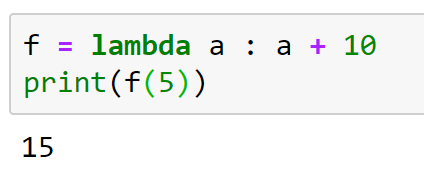 f = lambda a : a + 10
print(f(5))
15